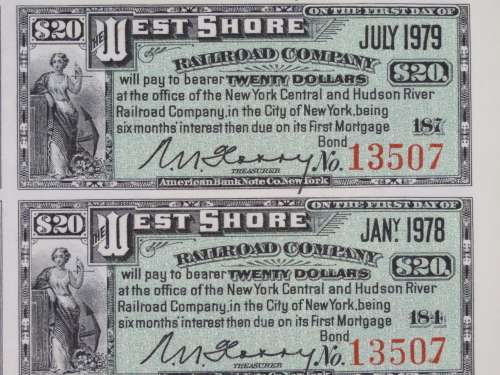 ON THE FIRST DAY OF
$20 THE WEST SHORE JULY 1979
RAILROAD COMPANY $20.
will pay to bearer TWENTY DOLLARS
at the office of the New York Central and Hudson River
Railroad Company, in the City of New York, being
six months' interest then due on its First Mortgage 187
Bond
No. 13507
TREASURER
American Bank Note Co. New York
ON THE FIRST DAY OF
$20 THE WEST SHORE JANY. 1978
RAILROAD COMPANY $20.
will pay to bearer TWENTY DOLLARS
at the office of the New York Central and Hudson River
Railroad Company, in the City of New York, being
six months' interest then due on its First Mortgage 184
Bond
No. 13507
TREASURER